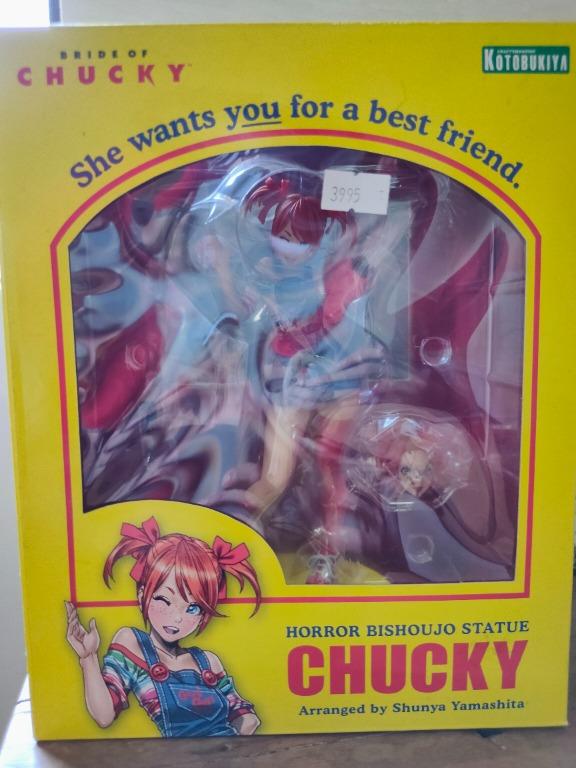 BRIDE OF
CHUCKY
KOTOBUKIYA
She wants you for a best friend.
3995
HORROR BISHOUJO STATUE
CHUCKY
Arranged by Shunya Yamashita